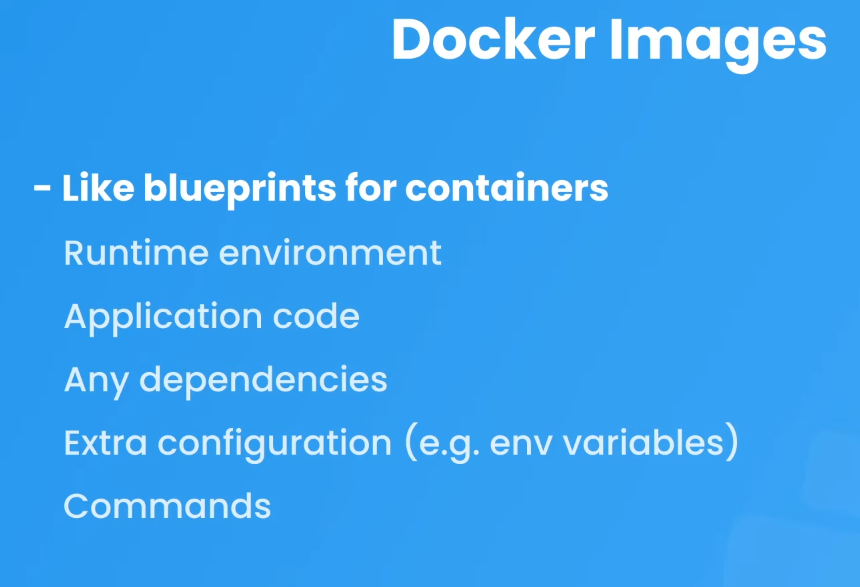 Docker Images
- Like blueprints for containers
Runtime environment
Application code
Any dependencies
Extra configuration (e.g. env variables)
Commands